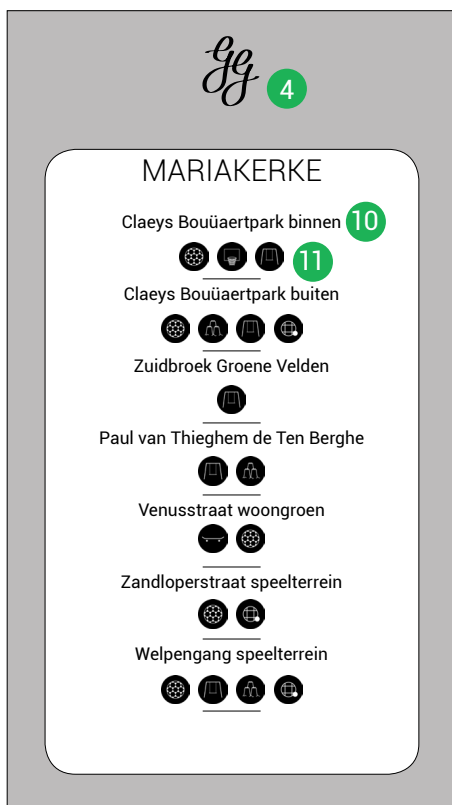 gg
4
MARIAKERKE
Claeys Bouüaertpark binnen 10
11
Claeys Bouüaertpark buiten
Zuidbroek Groene Velden
Paul van Thieghem de Ten Berghe
Venusstraat woongroen
Zandloperstraat speelterrein
Welpengang speelterrein